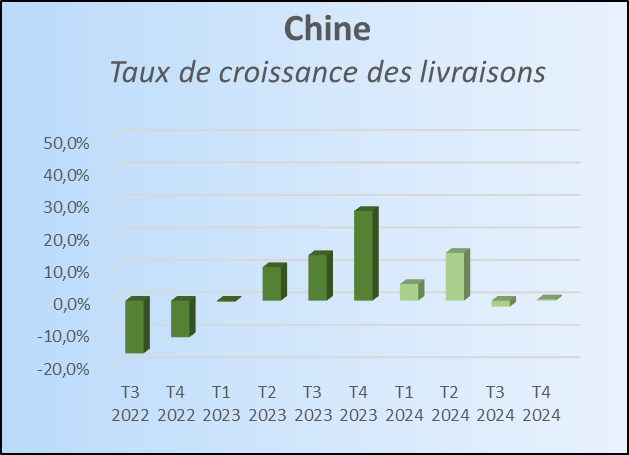 Chine
Taux de croissance des livraisons
50,0%
40,0%
30,0%
20,0%
10,0%
0,0%
-10,0%
-20,0%
T3 T4 T1 T2 T3 T4 T1 T2 T3 T4
2022 2022 2023 2023 2023 2023 2024 2024 2024 2024